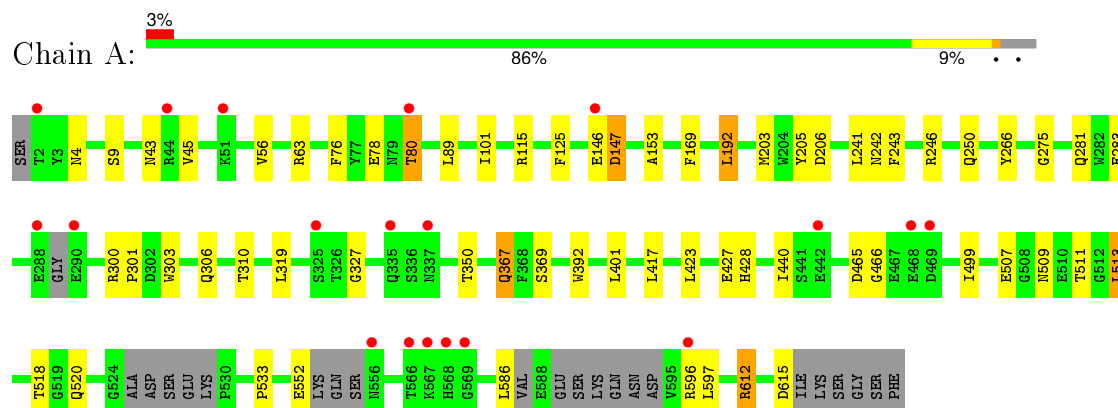 3%
Chain A:
86% 9% • •
SER T2 Y3 N4 S9 N43 R44 V45 K51 V56 R63 F76 Y77 E78 N79 T80 L89 I101 R115 F125 E146 D147 A153 F169 L192 M203 W204 Y205 D206 L241 N242 F243 R246 Q250 Y266 G275 Q281 W282
E288 GLY E290 R300 P301 D302 W303 Q306 T310 L319 S325 T326 G327 Q335 S336 N337 T350 Q367 F368 S369 W392 L401 L417 L423 E427 H428 I440 S441 E442 D465 G466 E467 E468 D469 I499 E507 G508 N509 E510 T511 G512 L513
T518 G519 Q520 G524 ALA ASP SER GLU LYS P530 P533 E552 LYS GLN SER N556 T566 K567 H568 G569 L586 VAL E588 GLU SER LYS GLN ASN ASP V595 R596 L597 R612 D615 ILE LYS SER GLY SER PHE